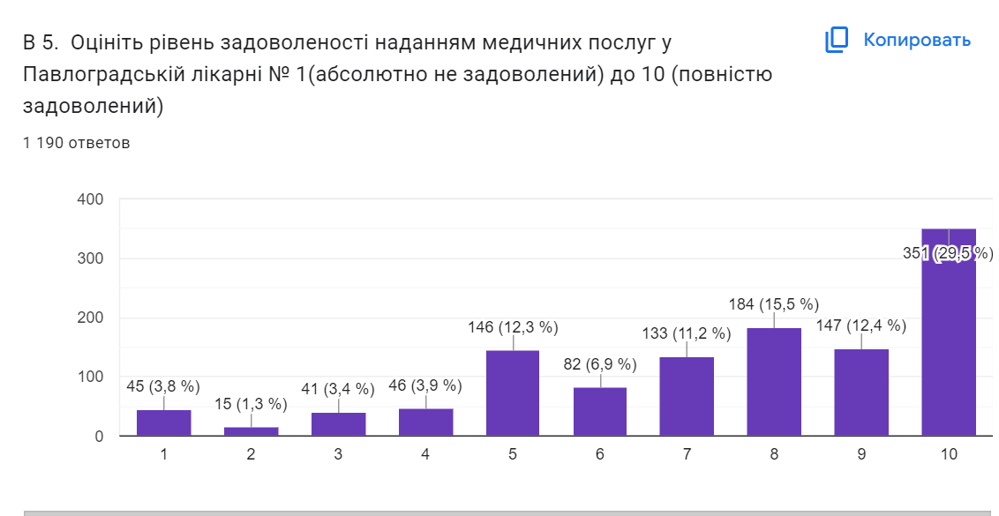 В 5. Оцініть рівень задоволеності наданням медичних послуг у
Павлоградській лікарні № 1(абсолютно не задоволений) до 10 (повністю
задоволений)
Копировать
1 190 ответов
400
300
200
100
0
45 (3,8 %)
15 (1,3 %)
41 (3,4 %)
46 (3,9 %)
146 (12,3 %)
82 (6,9 %)
133 (11,2 %)
184 (15,5 %)
147 (12,4 %)
351 (29,5 %)
1
2
3
4
5
6
7
8
9
10